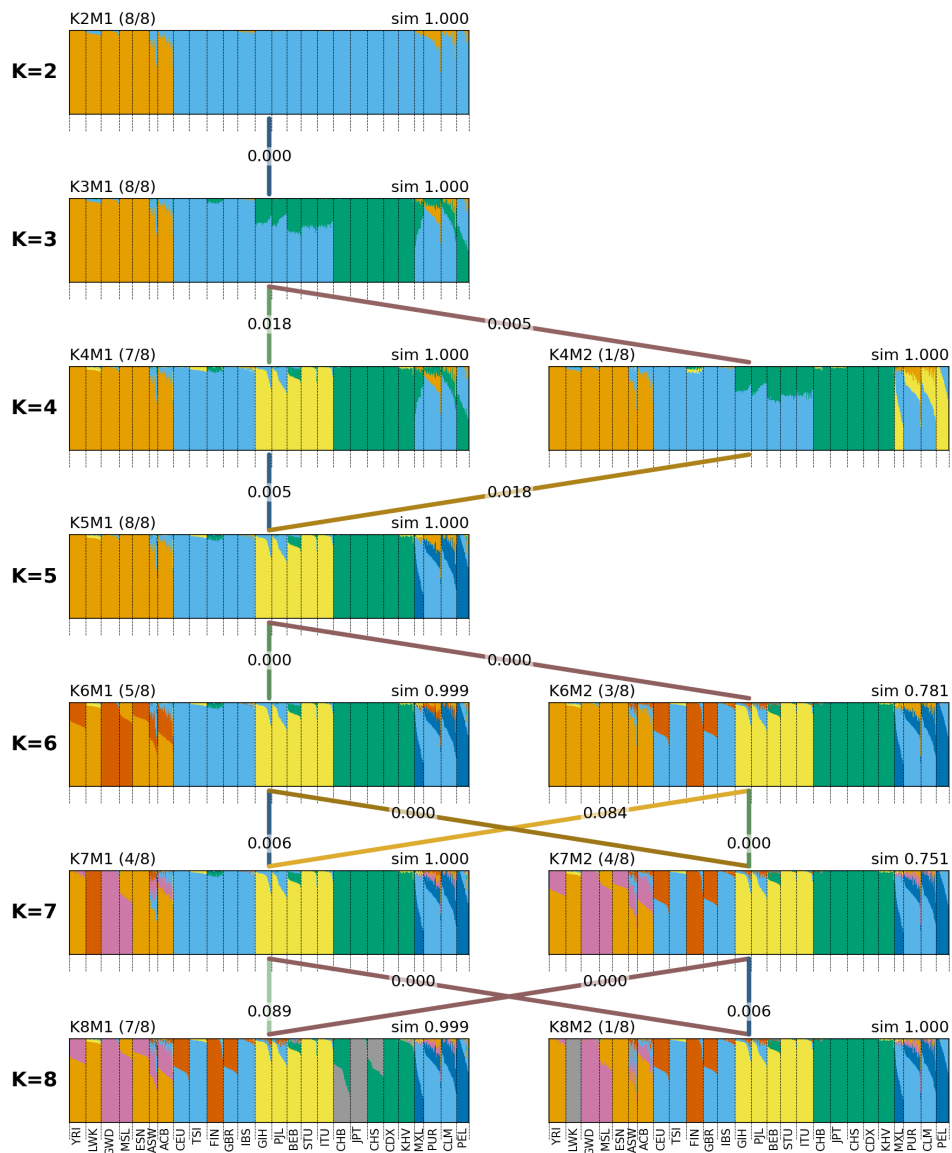 K2M1 (8/8) sim 1.000
K=2
0.000
K3M1 (8/8) sim 1.000
K=3
0.018 0.005
K4M1 (7/8) sim 1.000 K4M2 (1/8) sim 1.000
K=4
0.005 0.018
K5M1 (8/8) sim 1.000
K=5
0.000 0.000
K6M1 (5/8) sim 0.999 K6M2 (3/8) sim 0.781
K=6
0.000 0.084
0.006 0.000
K7M1 (4/8) sim 1.000 K7M2 (4/8) sim 0.751
K=7
0.000 0.000
0.089 0.006
K8M1 (7/8) sim 0.999 K8M2 (1/8) sim 1.000
K=8
YRI LWK GWD MSL ESN ASW ACB CEU TSI FIN GBR IBS GIH PJL BEB STU ITU CHB JPT CHS CDX KHV MXL PUR CLM PEL YRI LWK GWD MSL ESN ASW ACB CEU TSI FIN GBR IBS GIH PJL BEB STU ITU CHB JPT CHS CDX KHV MXL PUR CLM PEL